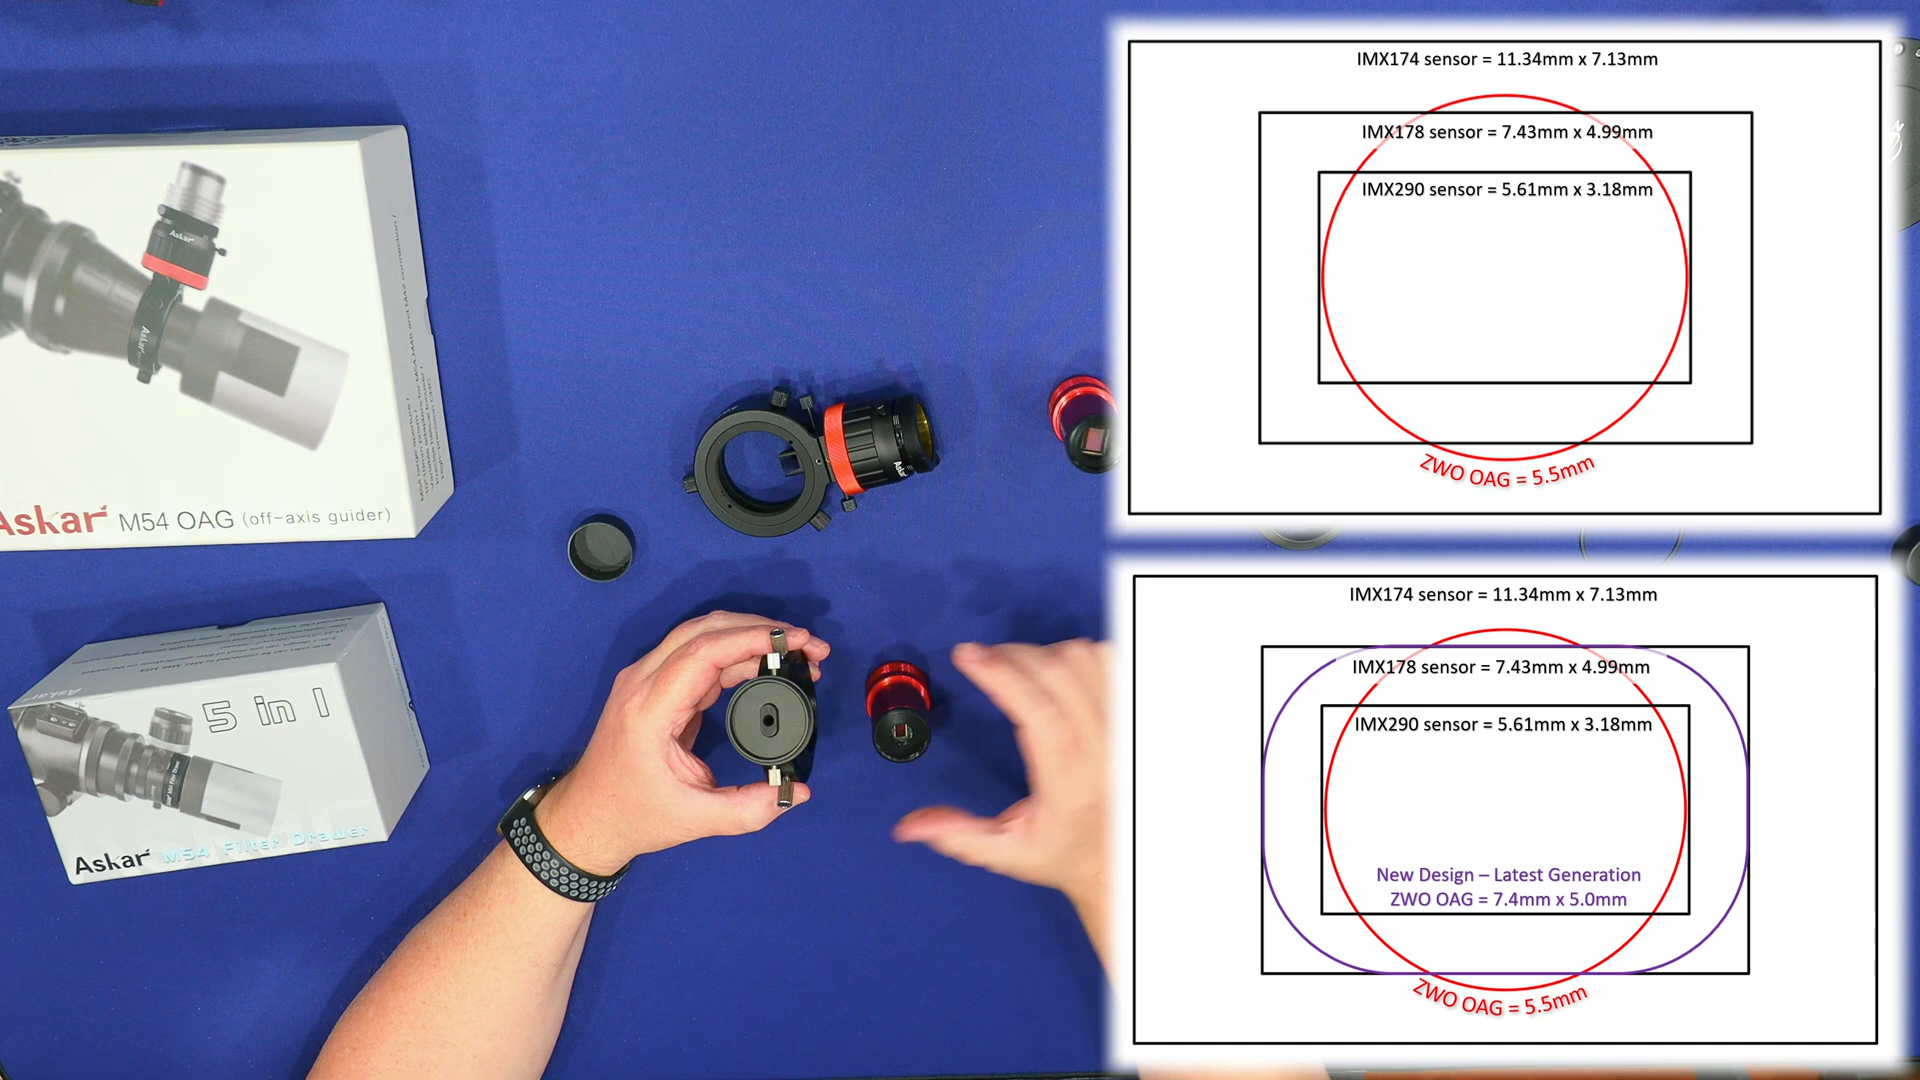 IMX174 sensor = 11.34mm x 7.13mm
IMX178 sensor = 7.43mm x 4.99mm
IMX290 sensor = 5.61mm x 3.18mm
ZWO OAG = 5.5mm
IMX174 sensor = 11.34mm x 7.13mm
IMX178 sensor = 7.43mm x 4.99mm
IMX290 sensor = 5.61mm x 3.18mm
New Design – Latest Generation
ZWO OAG = 7.4mm x 5.0mm
ZWO OAG = 5.5mm
Askar
Askar
Askar M54 OAG (off-axis guider)
Askar
5 in 1
Askar M54 Filter Drawer